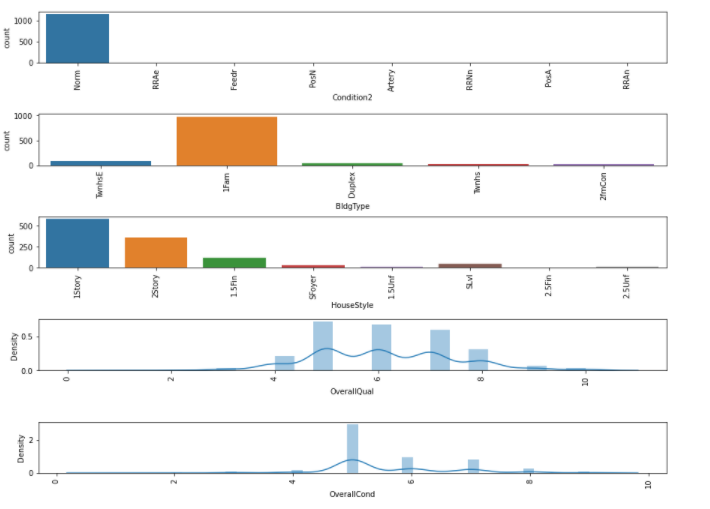 count
1000
500
0
Norm
RRAe
Feedr
PosN
Artery
RRNn
PosA
RRAn
Condition2
count
1000
500
0
TwnhsE
1Fam
Duplex
Twnhs
2fmCon
BldgType
count
500
250
0
1Story
2Story
1.5Fin
SFoyer
1.5Unf
SLvl
2.5Fin
2.5Unf
HouseStyle
Density
0.5
0.0
0
2
4
6
8
10
OverallQual
Density
2
0
0
2
4
6
8
10
OverallCond